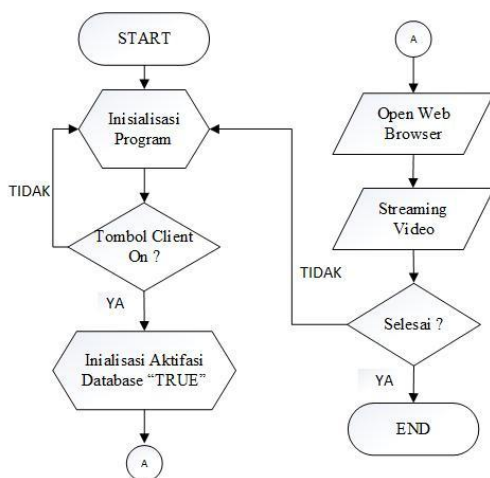 START
Inisialisasi
Program
TIDAK
Tombol Client
On ?
YA
Inialisasi Aktifasi
Database “TRUE”
A
A
Open Web
Browser
Streaming
Video
TIDAK
Selesai ?
YA
END